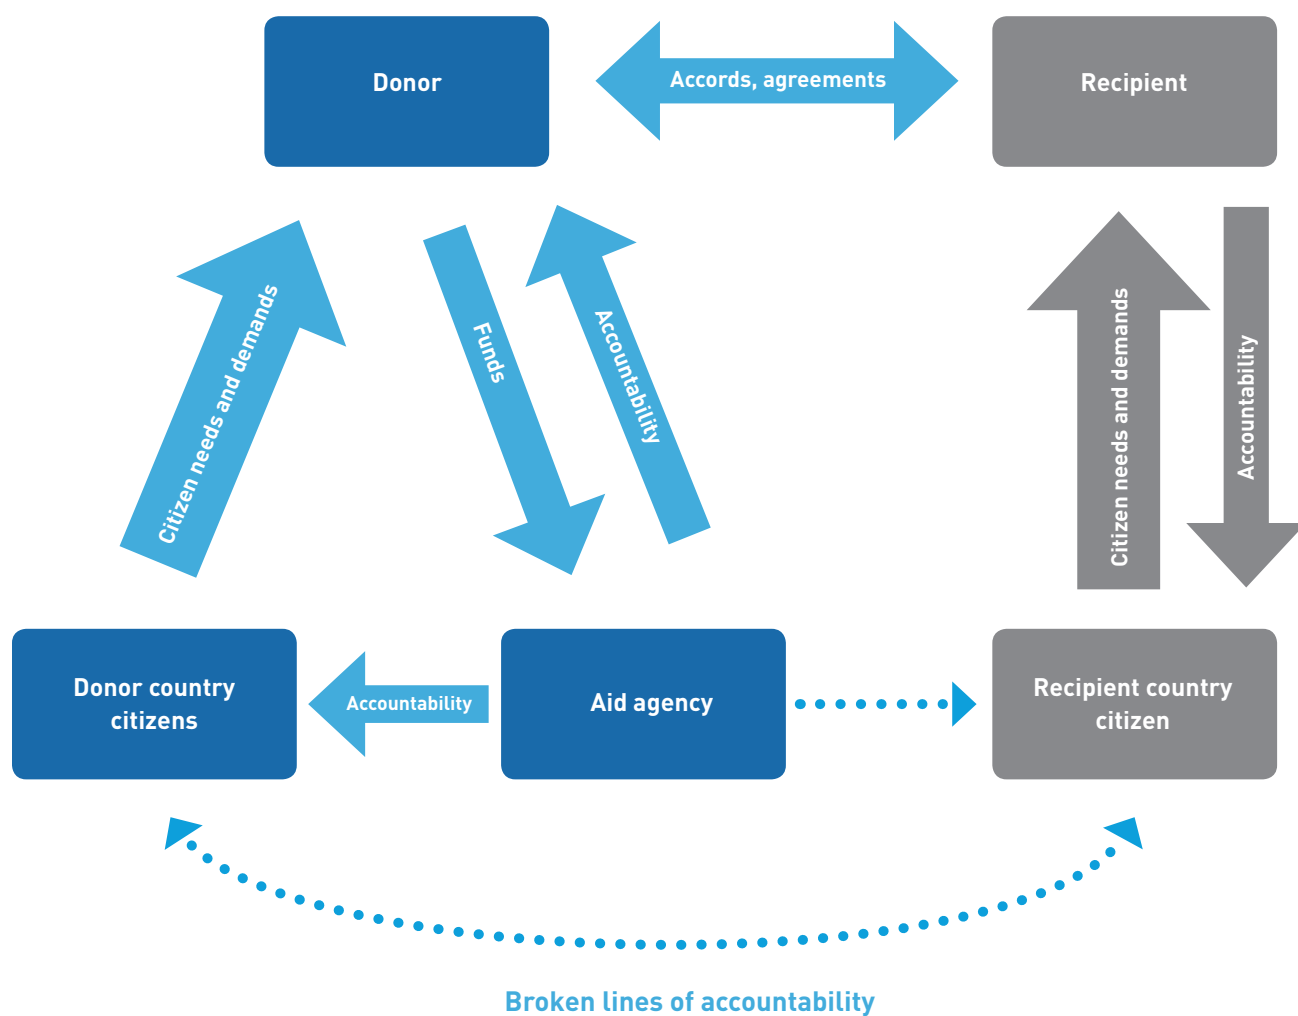 Donor
Accords, agreements
Recipient
Citizen needs and demands
Funds
Accountability
Citizen needs and demands
Accountability
Donor country
citizens
Accountability
Aid agency
Recipient country
citizen
Broken lines of accountability